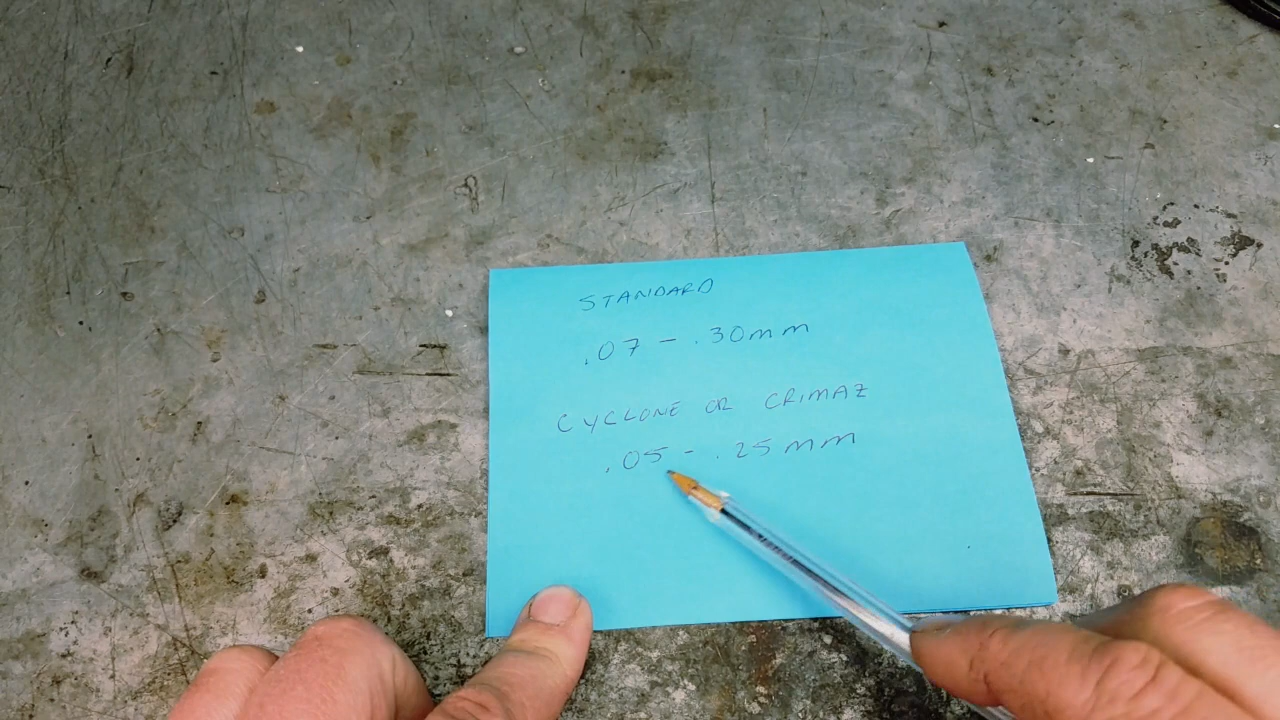 STANDARD
.07 - .30mm
CYCLONE OR CRIMAZ
.05 - .25mm